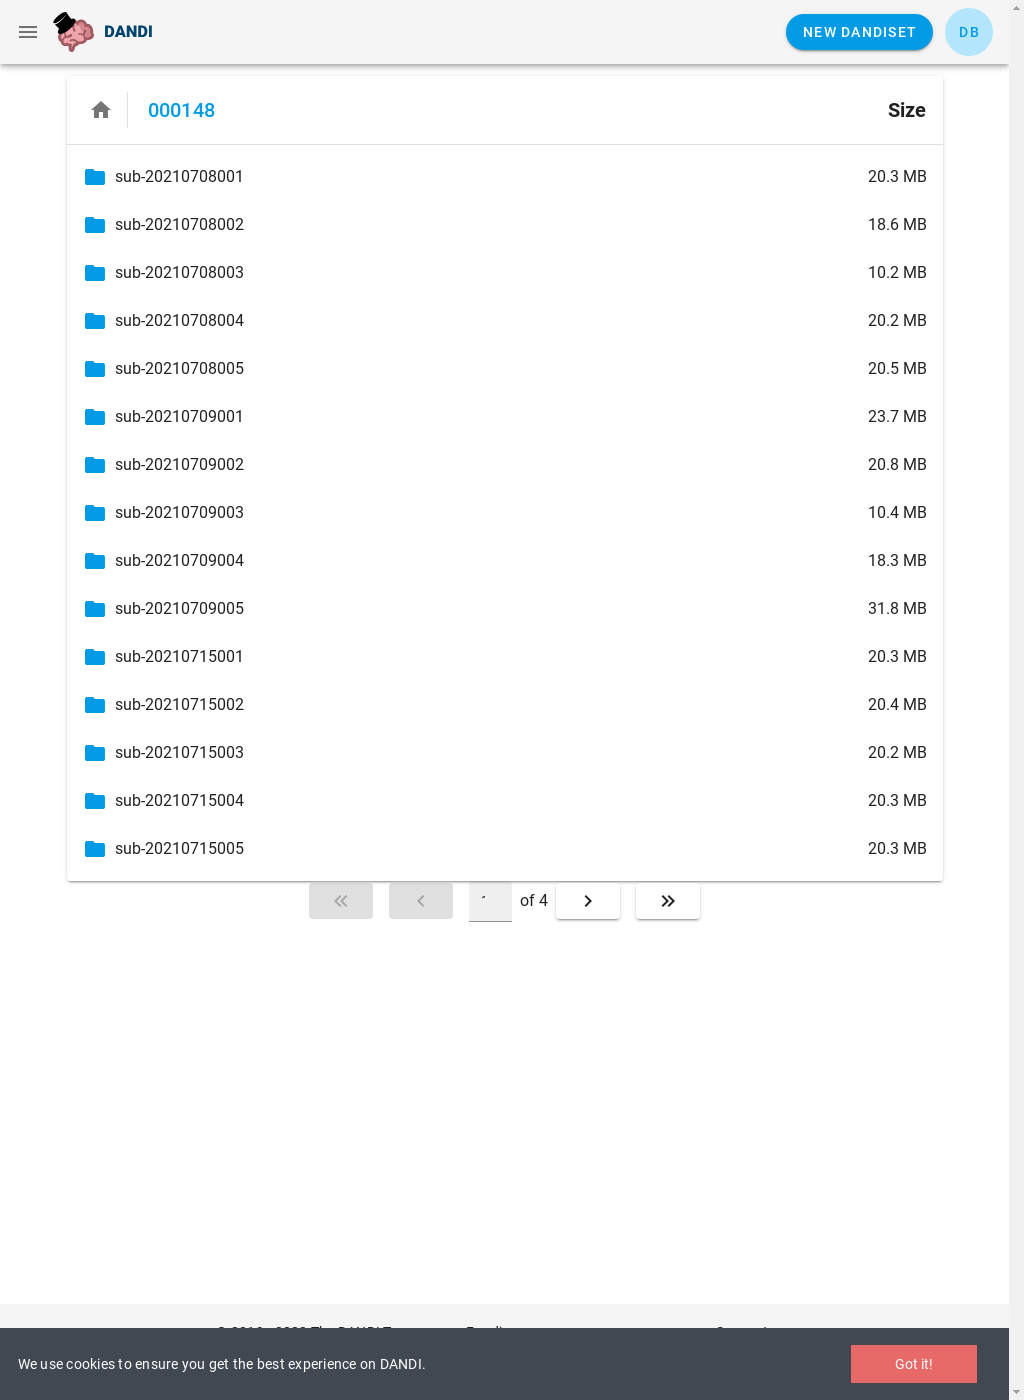 DANDI
NEW DANDISET
DB
000148
Size
sub-20210708001 20.3 MB
sub-20210708002 18.6 MB
sub-20210708003 10.2 MB
sub-20210708004 20.2 MB
sub-20210708005 20.5 MB
sub-20210709001 23.7 MB
sub-20210709002 20.8 MB
sub-20210709003 10.4 MB
sub-20210709004 18.3 MB
sub-20210709005 31.8 MB
sub-20210715001 20.3 MB
sub-20210715002 20.4 MB
sub-20210715003 20.2 MB
sub-20210715004 20.3 MB
sub-20210715005 20.3 MB
of 4
We use cookies to ensure you get the best experience on DANDI.
Got it!